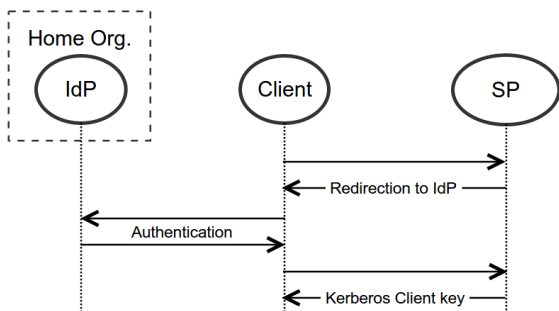 Home Org.
IdP
Client
SP
Redirection to IdP
Authentication
Kerberos Client key